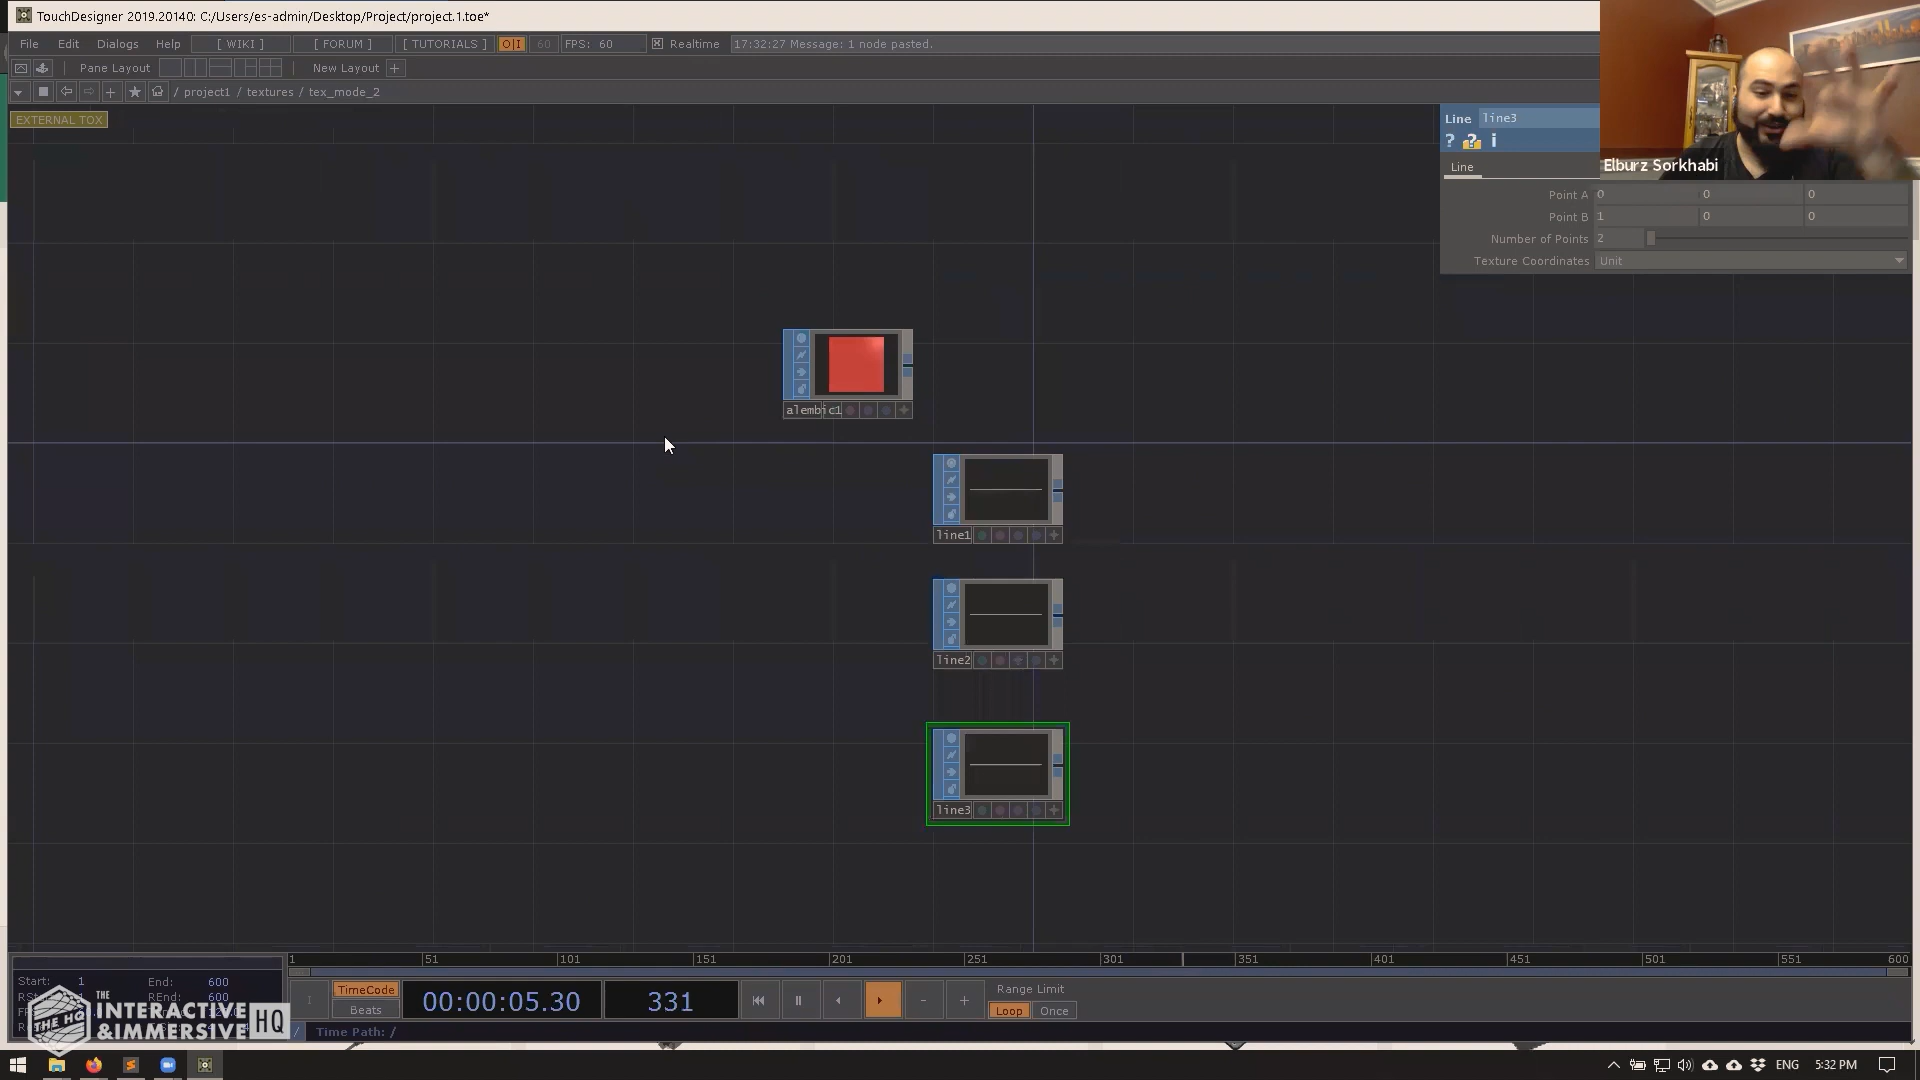 TouchDesigner 2019.20140: C:/Users/es-admin/Desktop/Project/project.1.toe*
File Edit Dialogs Help [ WIKI ] [ FORUM ] [ TUTORIALS ] O|I 60 FPS: 60 Realtime 17:32:27 Message: 1 node pasted.
Pane Layout New Layout +
/ project1 / textures / tex_mode_2
EXTERNAL TOX
Line line3
? ? i
Line
Elburz Sorkhabi
Point A 0 0 0
Point B 1 0 0
Number of Points 2
Texture Coordinates Unit
alembic1
line1
line2
line3
1 51 101 151 201 251 301 351 401 451 501 551 600
Start: 1 End: 600
REnd: 600
TimeCode
Beats
00:00:05.30
331
Range Limit
Loop Once
THE INTERACTIVE & IMMERSIVE HQ
THE HQ
/ Time Path: /
ENG 5:32 PM